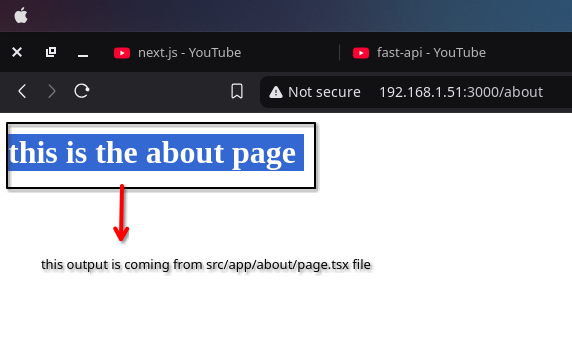 next.js - YouTube
fast-api - YouTube
Not secure 192.168.1.51:3000/about
this is the about page
this output is coming from src/app/about/page.tsx file